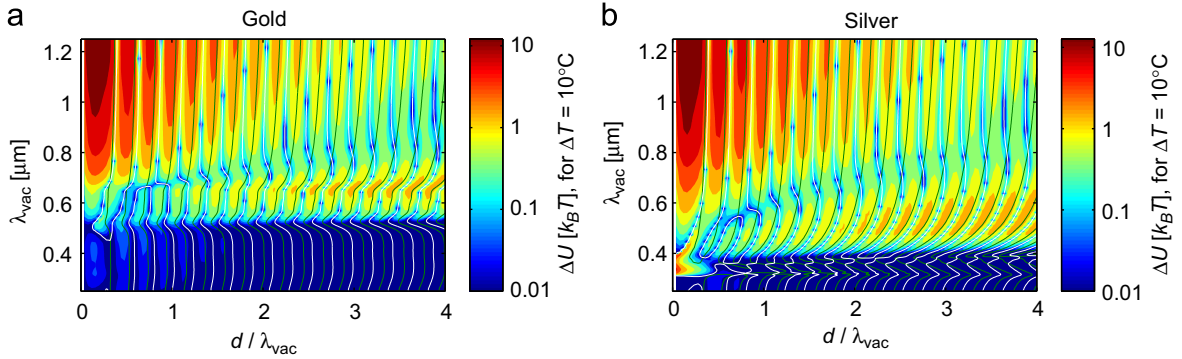 a
Gold
1.2
1
0.8
0.6
0.4
λvac [μm]
0
1
2
3
4
d / λvac
10
1
0.1
0.01
ΔU [kBT], for ΔT = 10°C
b
Silver
1.2
1
0.8
0.6
0.4
λvac [μm]
0
1
2
3
4
d / λvac
10
1
0.1
0.01
ΔU [kBT], for ΔT = 10°C